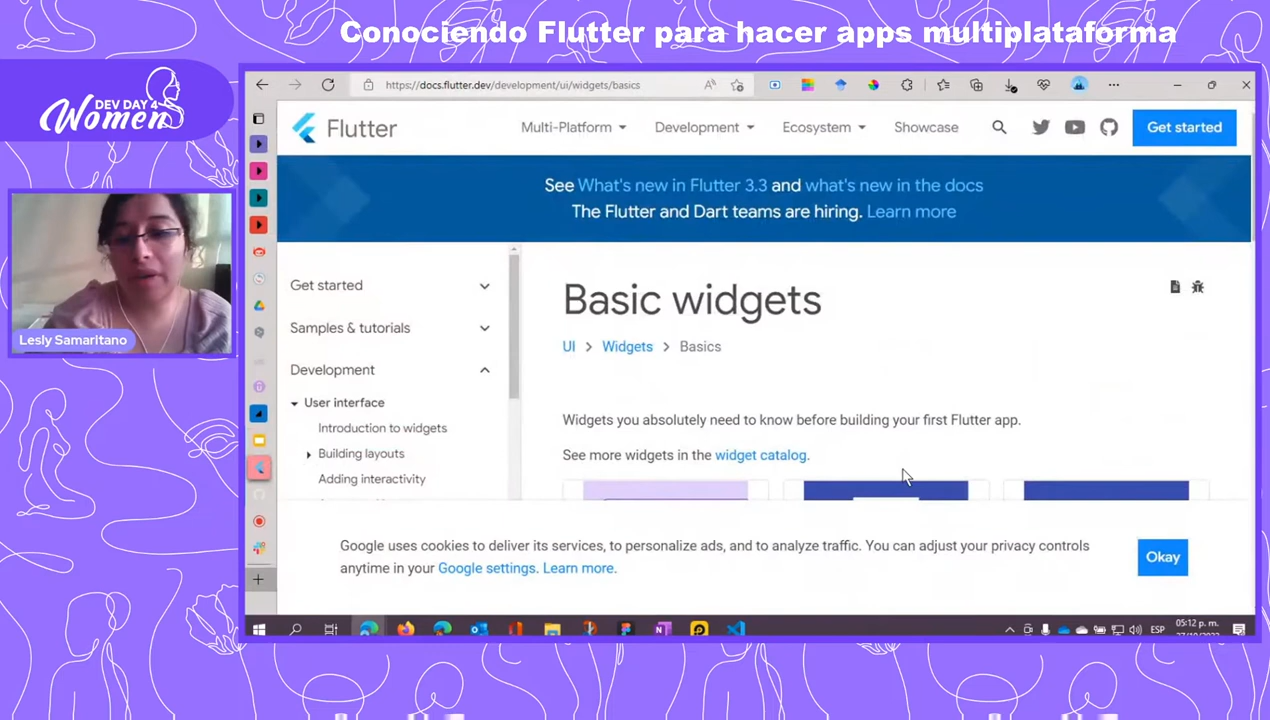 Conociendo Flutter para hacer apps multiplataforma
DEV DAY 4
Women
Lesly Samaritano
https://docs.flutter.dev/development/ui/widgets/basics
Flutter
Multi-Platform
Development
Ecosystem
Showcase
Get started
See What's new in Flutter 3.3 and what's new in the docs
The Flutter and Dart teams are hiring. Learn more
Get started
Samples & tutorials
Development
User interface
Introduction to widgets
Building layouts
Adding interactivity
Basic widgets
UI > Widgets > Basics
Widgets you absolutely need to know before building your first Flutter app.
See more widgets in the widget catalog.
Google uses cookies to deliver its services, to personalize ads, and to analyze traffic. You can adjust your privacy controls
anytime in your Google settings. Learn more.
Okay
ESP
05:12 p. m.